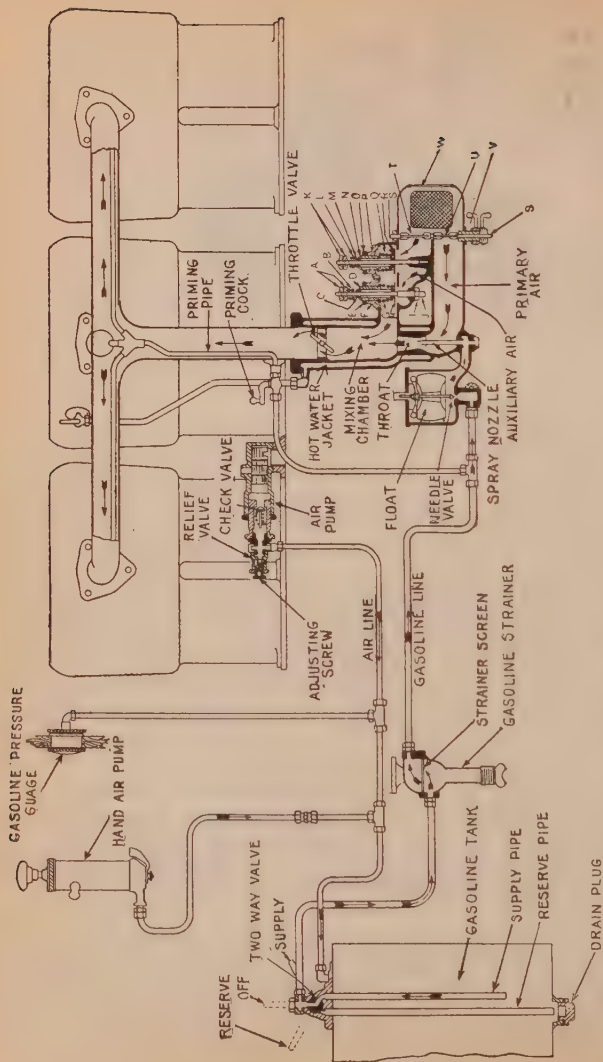 GASOLINE PRESSURE
GUAGE
HAND AIR PUMP
RESERVE
OFF
TWO WAY VALVE
SUPPLY
GASOLINE TANK
SUPPLY PIPE
RESERVE PIPE
DRAIN PLUG
RELIEF
VALVE
CHECK VALVE
AIR
PUMP
ADJUSTING
SCREW
AIR LINE
GASOLINE LINE
STRAINER SCREEN
GASOLINE STRAINER
PRIMING
PIPE
PRIMING
COCK
THROTTLE VALVE
HOT WATER
JACKET
MIXING
CHAMBER
THROAT
FLOAT
NEEDLE
VALVE
SPRAY NOZZLE
AUXILIARY AIR
PRIMARY
AIR
A
B
C
D
E
F
K
L
M
N
O
P
Q
R
S
T
W
U
V
S